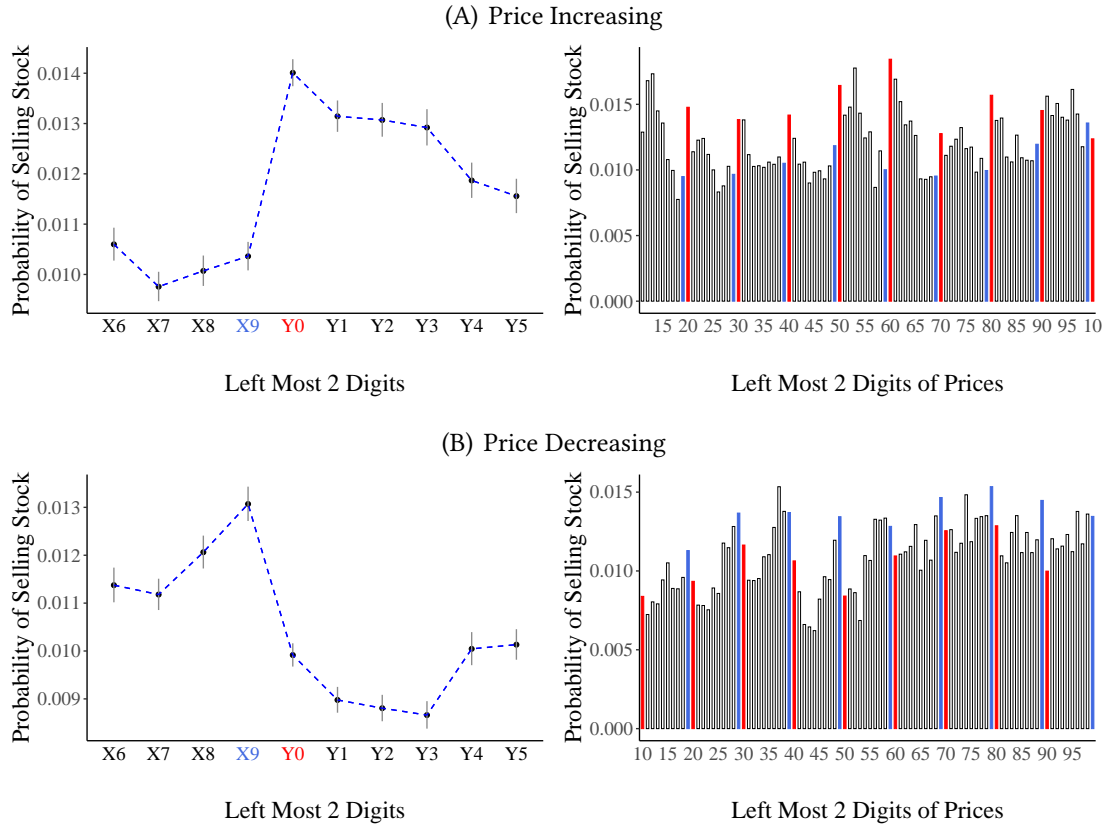 (A) Price Increasing
Probability of Selling Stock
0.014
0.013
0.012
0.011
0.010
X6 X7 X8 X9 Y0 Y1 Y2 Y3 Y4 Y5
Left Most 2 Digits
Probability of Selling Stock
0.015
0.010
0.005
0.000
15 20 25 30 35 40 45 50 55 60 65 70 75 80 85 90 95 10
Left Most 2 Digits of Prices
(B) Price Decreasing
Probability of Selling Stock
0.013
0.012
0.011
0.010
0.009
X6 X7 X8 X9 Y0 Y1 Y2 Y3 Y4 Y5
Left Most 2 Digits
Probability of Selling Stock
0.015
0.010
0.005
0.000
10 15 20 25 30 35 40 45 50 55 60 65 70 75 80 85 90 95
Left Most 2 Digits of Prices